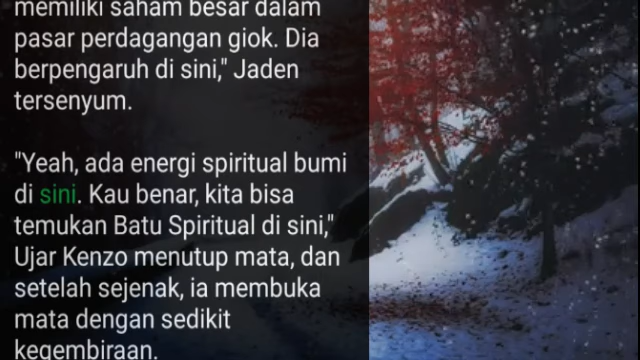 memiliki saham besar dalam
pasar perdagangan giok. Dia
berpengaruh di sini," Jaden
tersenyum.
"Yeah, ada energi spiritual bumi
di sini. Kau benar, kita bisa
temukan Batu Spiritual di sini,"
Ujar Kenzo menutup mata, dan
setelah sejenak, ia membuka
mata dengan sedikit
kegembiraan.